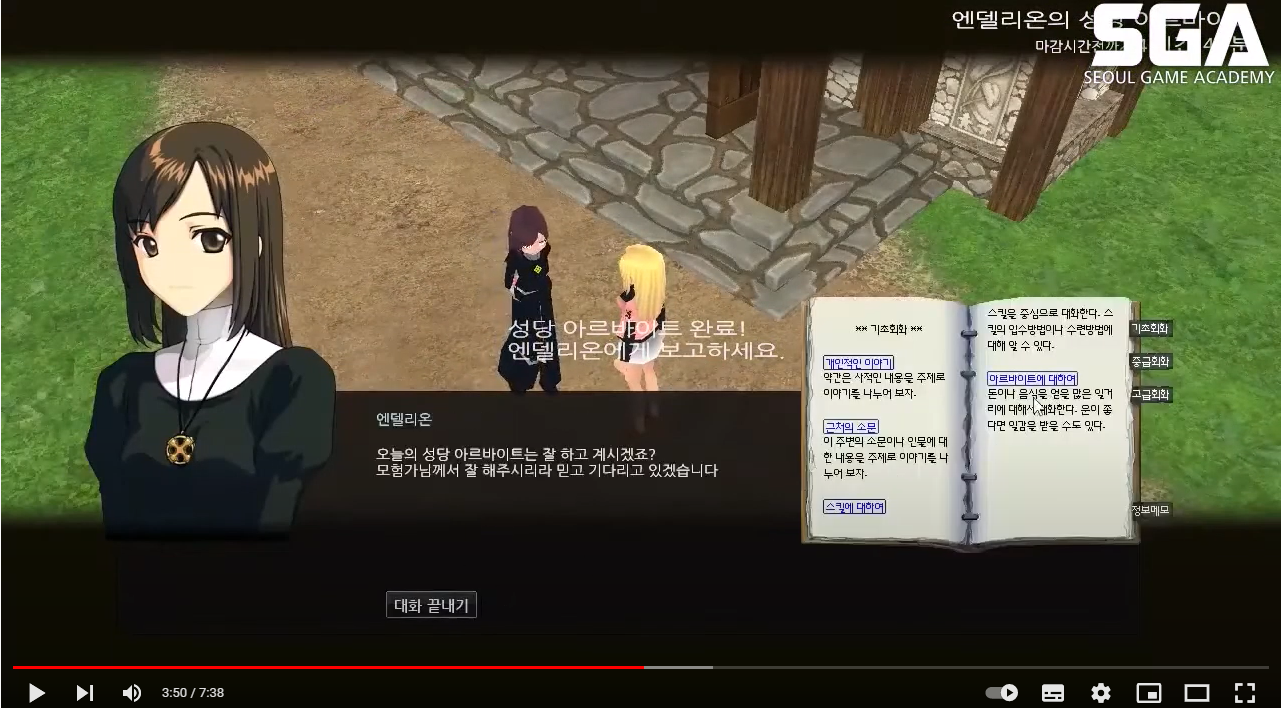 엔델리온의 성당 아르바이
마감시간전까
SGA
SEOUL GAME ACADEMY
성당 아르바이트 완료!
엔델리온에게 보고하세요.
엔델리온
오늘의 성당 아르바이트는 잘 하고 계시겠죠?
모험가님께서 잘 해주시리라 믿고 기다리고 있겠습니다
대화 끝내기
** 기초회화 **
개인적인 이야기
약간은 사적인 내용을 주제로
이야기를 나누어 보자.
근처의 소문
이 주변의 소문이나 인물에 대
한 내용을 주제로 이야기를 나
누어 보자.
스킬에 대하여
스킬을 중심으로 대화한다. 스
킬의 입수방법이나 수련방법에
대해 알 수 있다.
아르바이트에 대하여
돈이나 음식을 얻을 많은 일거
리에 대해서 대화한다. 운이 좋
다면 일감을 받을 수도 있다.
기초회화
중급회화
고급회화
정보메모
3:50 / 7:38